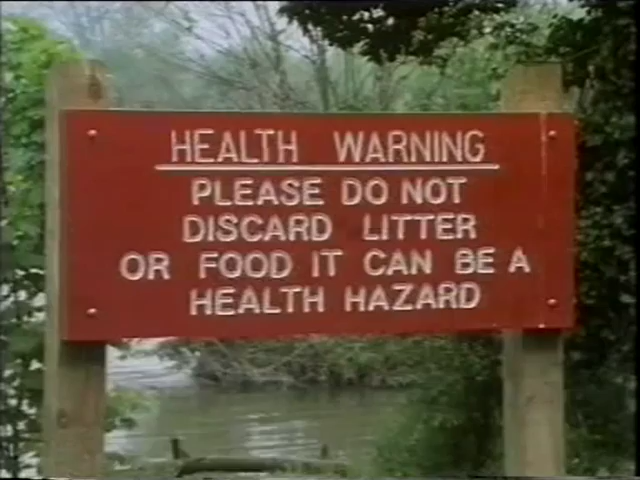 HEALTH WARNING
PLEASE DO NOT
DISCARD LITTER
OR FOOD IT CAN BE A
HEALTH HAZARD